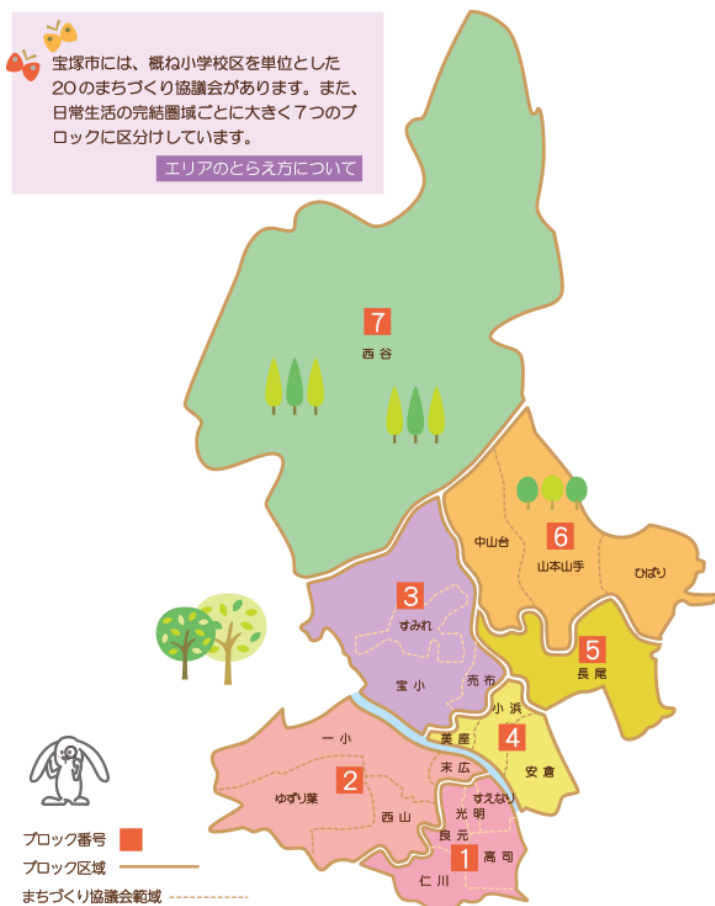 宝塚市には、概ね小学校区を単位とした
20のまちづくり協議会があります。また、
日常生活の完結圏域ごとに大きく7つのブ
ロックに区分けしています。
エリアのとらえ方について
7
西谷
6
中山台
山本山手
ひばり
3
すみれ
5
長尾
宝小
売布
小浜
美座
4
安倉
一小
末広
2
ゆずり葉
西山
すえなり
光明
良元
1
高司
仁川
ブロック番号
ブロック区域
まちづくり協議会範域